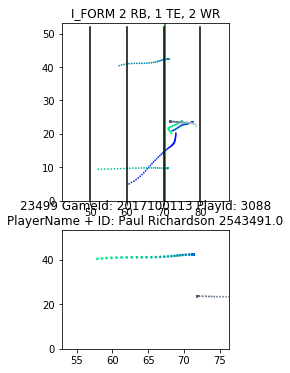 I_FORM 2 RB, 1 TE, 2 WR
50
40
30
20
10
0
50 60 70 80
23499 GameId: 2017100113 PlayId: 3088
PlayerName + ID: Paul Richardson 2543491.0
40
20
0
55 60 65 70 75